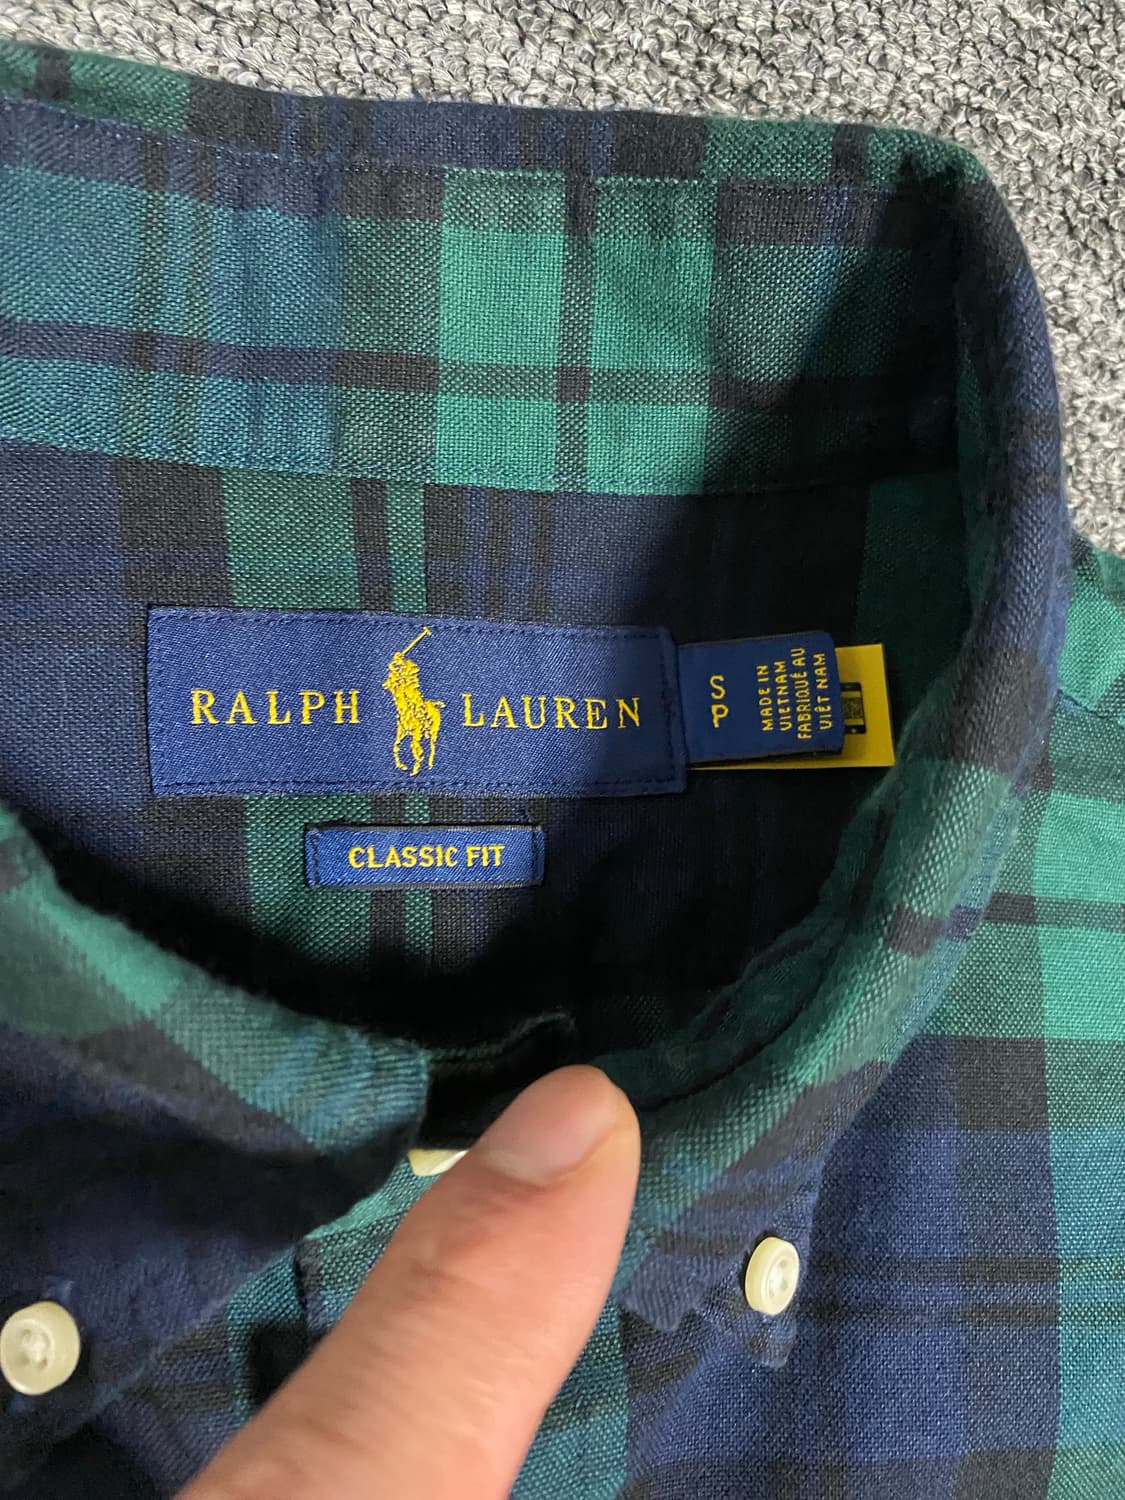 RALPH LAUREN
S
P
MADE IN
VIETNAM
FABRIQUÉ AU
VIÊT NAM
CLASSIC FIT